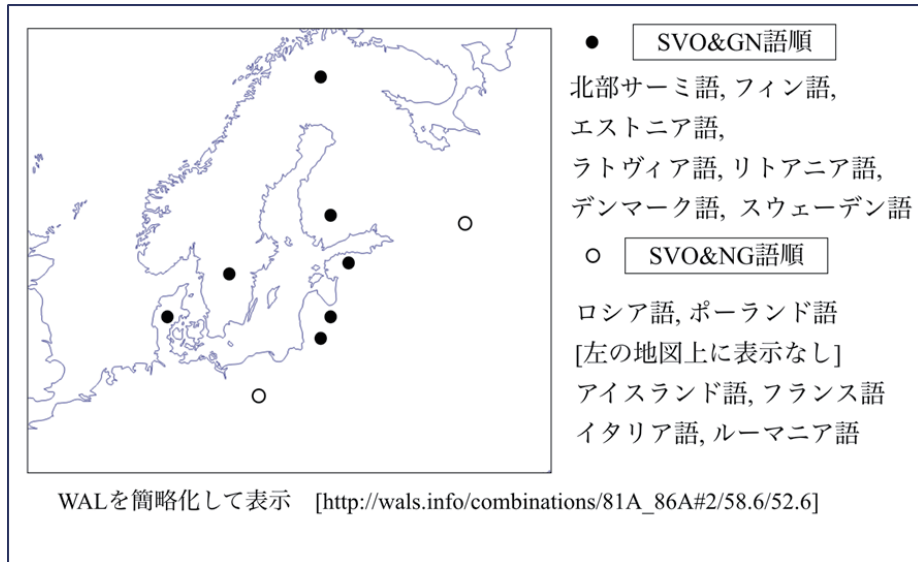 SVO&GN語順
北部サーミ語, フィン語,
エストニア語,
ラトヴィア語, リトアニア語,
デンマーク語, スウェーデン語
SVO&NG語順
ロシア語, ポーランド語
[左の地図上に表示なし]
アイスランド語, フランス語
イタリア語, ルーマニア語
WALを簡略化して表示 [http://wals.info/combinations/81A_86A#2/58.6/52.6]